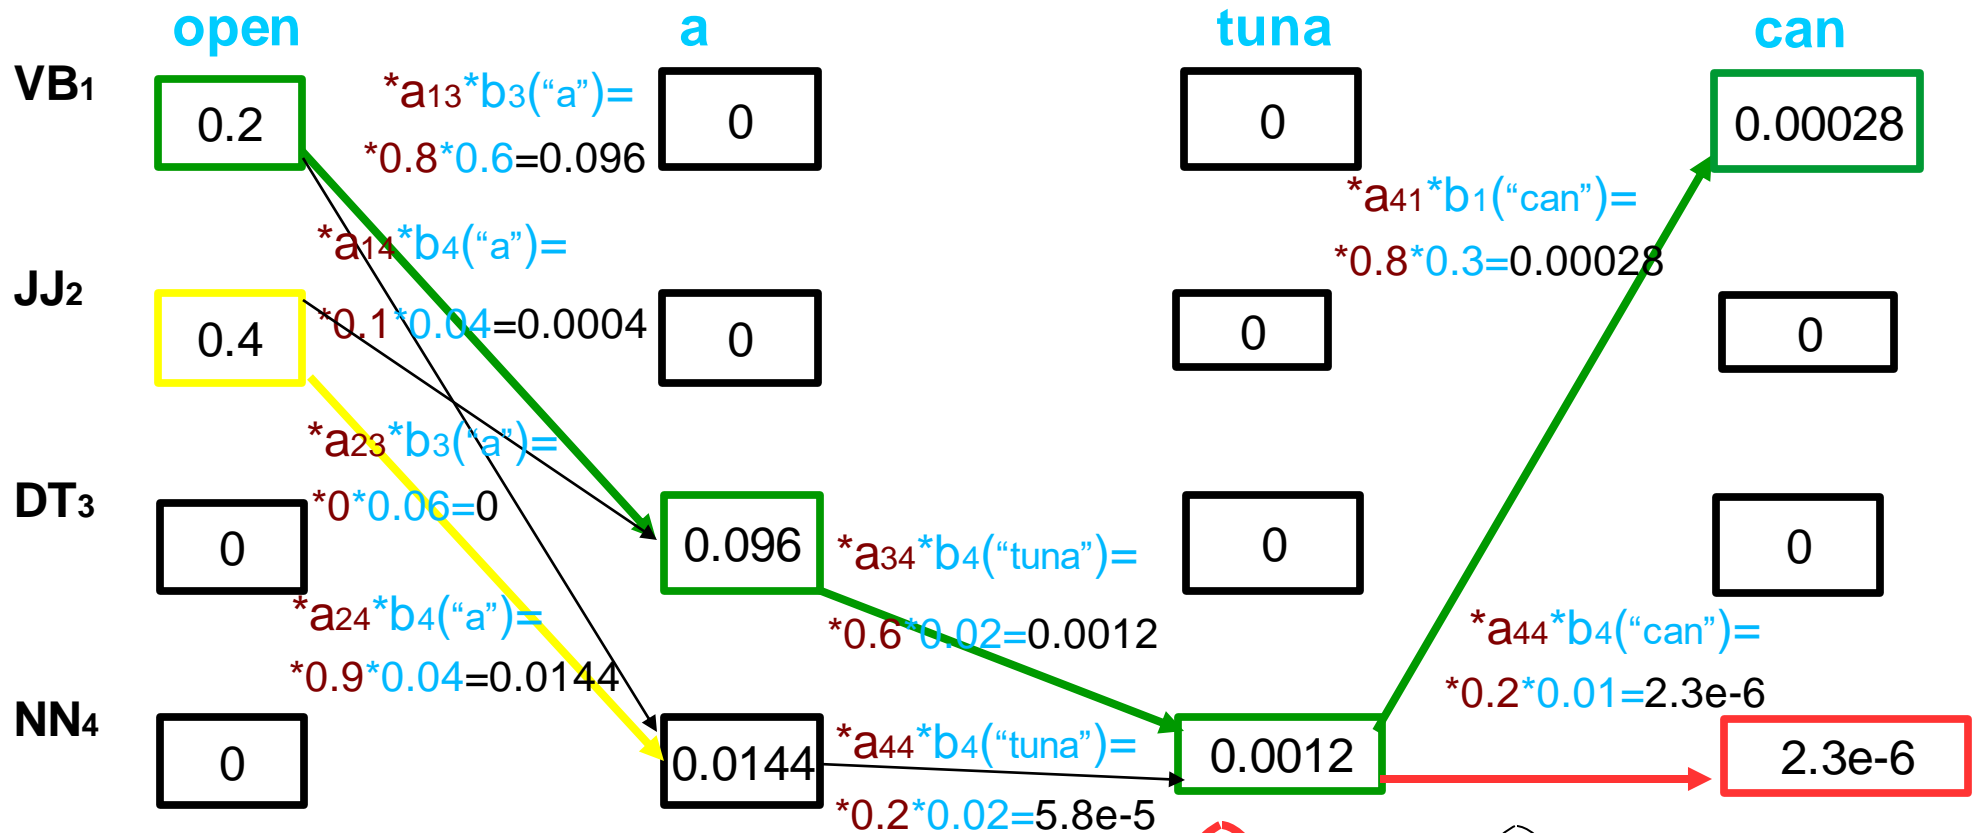 open a tuna can
VB1
0.2
*a13*b3(“a”)=
*0.8*0.6=0.096
0
0
0.00028
*a41*b1(“can”)=
*0.8*0.3=0.00028
*a14*b4(“a”)=
*0.1*0.04=0.0004
JJ2
0.4
0
0
0
*a23*b3(“a”)=
*0*0.06=0
DT3
0
0.096
*a34*b4(“tuna”)=
*0.6*0.02=0.0012
0
0
*a24*b4(“a”)=
*0.9*0.04=0.0144
*a44*b4(“can”)=
*0.2*0.01=2.3e-6
NN4
0
0.0144
*a44*b4(“tuna”)=
*0.2*0.02=5.8e-5
0.0012
2.3e-6